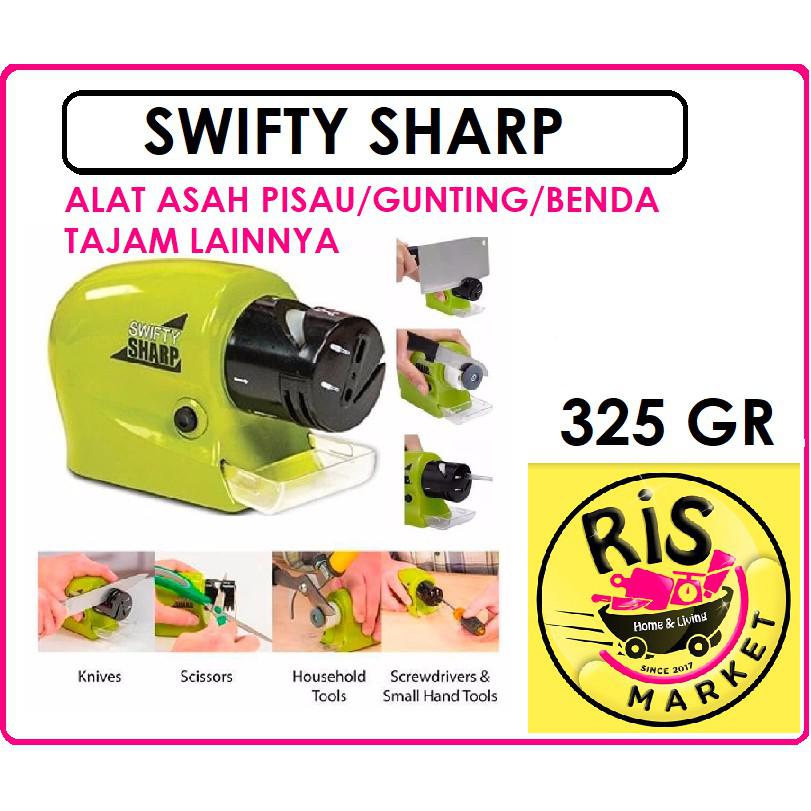 SWIFTY SHARP
ALAT ASAH PISAU/GUNTING/BENDA
TAJAM LAINNYA
SWIFTY
SHARP
325 GR
Knives
Scissors
Household
Tools
Screwdrivers &
Small Hand Tools
RiS
Home & Living
SINCE 2017
MARKET